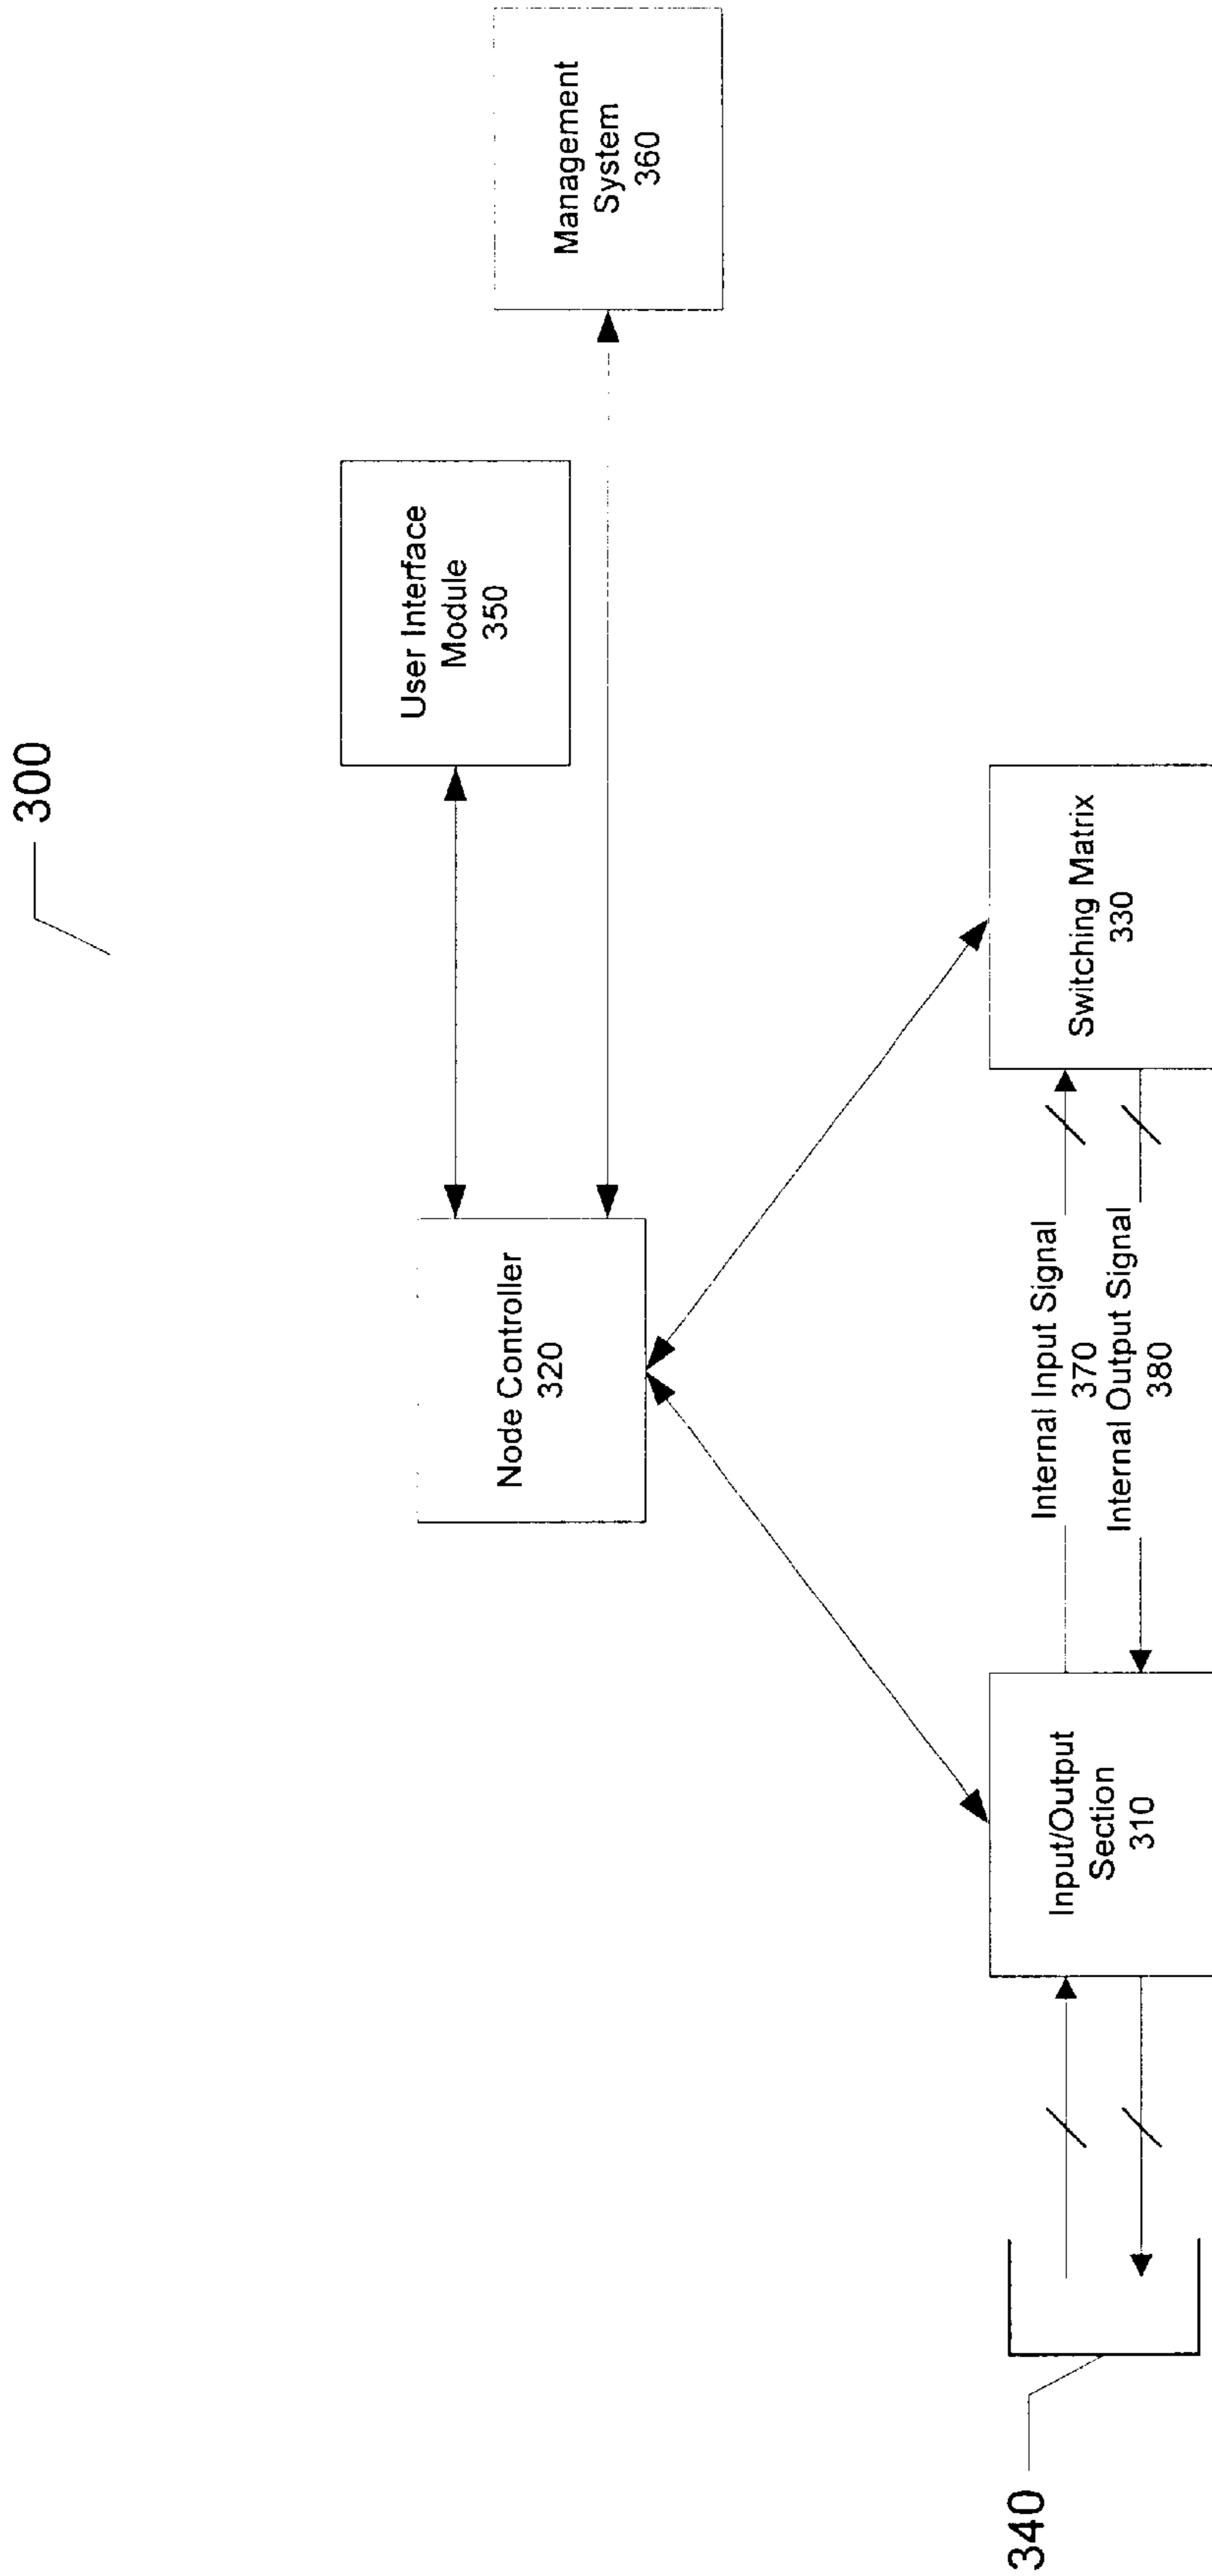 300
Management
System
360
User Interface
Module
350
Node Controller
320
Switching Matrix
330
Internal Input Signal
370
Internal Output Signal
380
Input/Output
Section
310
340